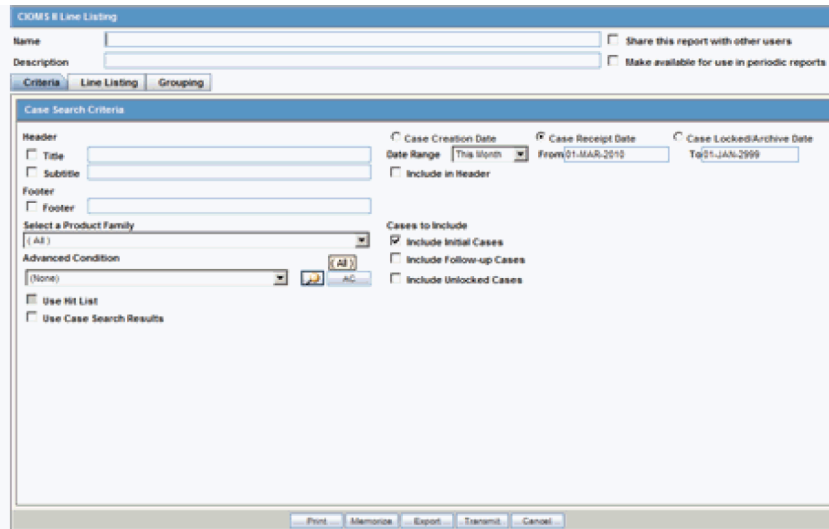 CIOMS II Line Listing
Name
Share this report with other users
Description
Make available for use in periodic reports
Criteria Line Listing Grouping
Case Search Criteria
Header
Case Creation Date Case Receipt Date Case Locked/Archive Date
Title
Date Range This Month From 01-MAR-2010 To 01-JAN-2999
Subtitle
Include in Header
Footer
Footer
Select a Product Family
Cases to Include
(All)
Include Initial Cases
Advanced Condition
(All)
Include Follow-up Cases
(None)
AC
Include Unlocked Cases
Use Hit List
Use Case Search Results
Print Memorize Export Transmit Cancel